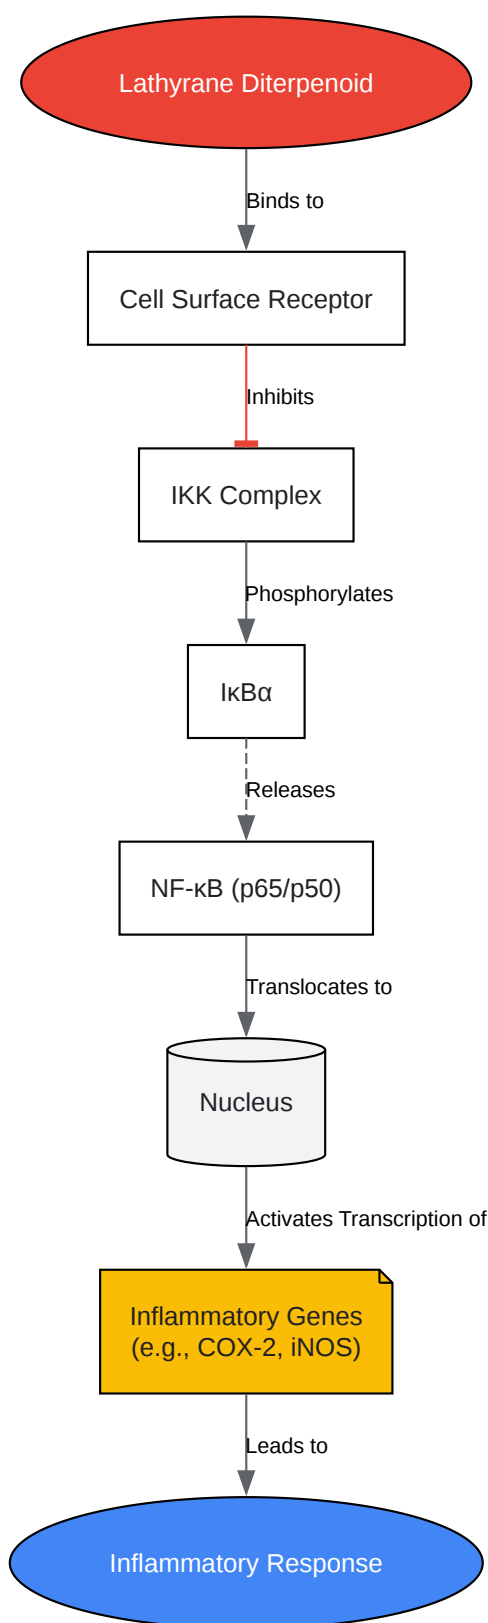 Lathyrane Diterpenoid
Binds to
Cell Surface Receptor
Inhibits
IKK Complex
Phosphorylates
IκBα
Releases
NF-κB (p65/p50)
Translocates to
Nucleus
Activates Transcription of
Inflammatory Genes
(e.g., COX-2, iNOS)
Leads to
Inflammatory Response